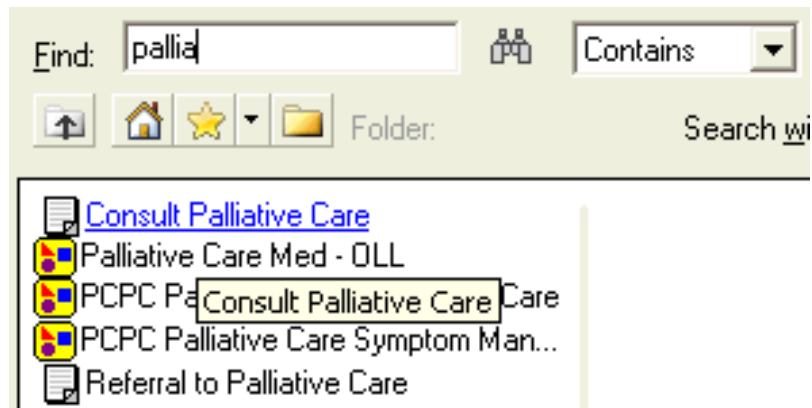 Find: pallia Contains
Folder: Search wi
Consult Palliative Care
Palliative Care Med - OLL
PCPC Pa Consult Palliative Care Care
PCPC Palliative Care Symptom Man...
Referral to Palliative Care